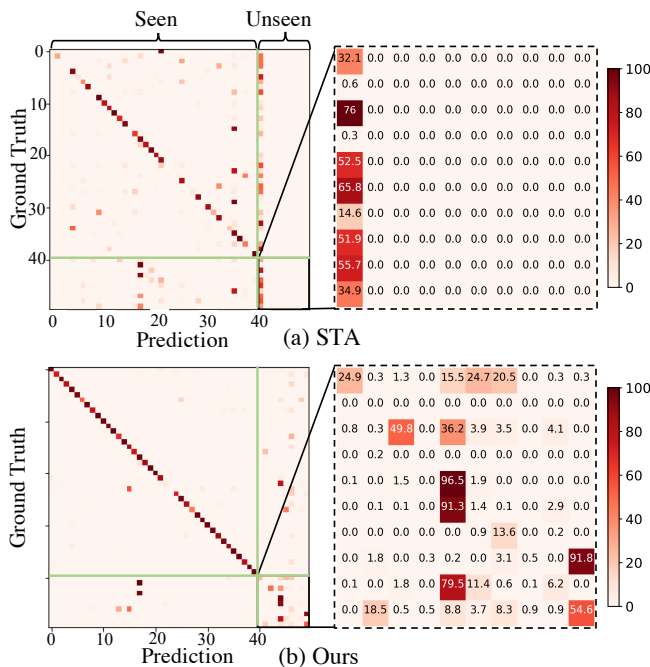 Seen Unseen
0
10
20
30
40
Ground Truth
0 10 20 30 40
Prediction
32.1 0.0 0.0 0.0 0.0 0.0 0.0 0.0 0.0 0.0
0.6 0.0 0.0 0.0 0.0 0.0 0.0 0.0 0.0 0.0
76 0.0 0.0 0.0 0.0 0.0 0.0 0.0 0.0 0.0
0.3 0.0 0.0 0.0 0.0 0.0 0.0 0.0 0.0 0.0
52.5 0.0 0.0 0.0 0.0 0.0 0.0 0.0 0.0 0.0
65.8 0.0 0.0 0.0 0.0 0.0 0.0 0.0 0.0 0.0
14.6 0.0 0.0 0.0 0.0 0.0 0.0 0.0 0.0 0.0
51.9 0.0 0.0 0.0 0.0 0.0 0.0 0.0 0.0 0.0
55.7 0.0 0.0 0.0 0.0 0.0 0.0 0.0 0.0 0.0
34.9 0.0 0.0 0.0 0.0 0.0 0.0 0.0 0.0 0.0
100
80
60
40
20
0
(a) STA
Ground Truth
0 10 20 30 40
Prediction
24.9 0.3 1.3 0.0 15.5 24.7 20.5 0.0 0.3 0.3
0.0 0.0 0.0 0.0 0.0 0.0 0.0 0.0 0.0 0.0
0.8 0.3 49.8 0.0 36.2 3.9 3.5 0.0 4.1 0.0
0.0 0.2 0.0 0.0 0.0 0.0 0.0 0.0 0.0 0.0
0.1 0.0 1.5 0.0 96.5 1.9 0.0 0.0 0.0 0.0
0.1 0.0 0.0 0.0 91.3 1.4 0.1 0.0 2.9 0.0
0.0 0.0 0.0 0.0 0.0 0.9 13.6 0.0 0.2 0.0
0.0 1.8 0.0 0.3 0.2 0.0 3.1 0.5 0.0 91.8
0.1 0.0 1.8 0.0 79.5 11.4 0.6 0.1 6.2 0.0
0.0 18.5 0.5 0.5 8.8 3.7 8.3 0.9 0.9 54.6
100
80
60
40
20
0
(b) Ours